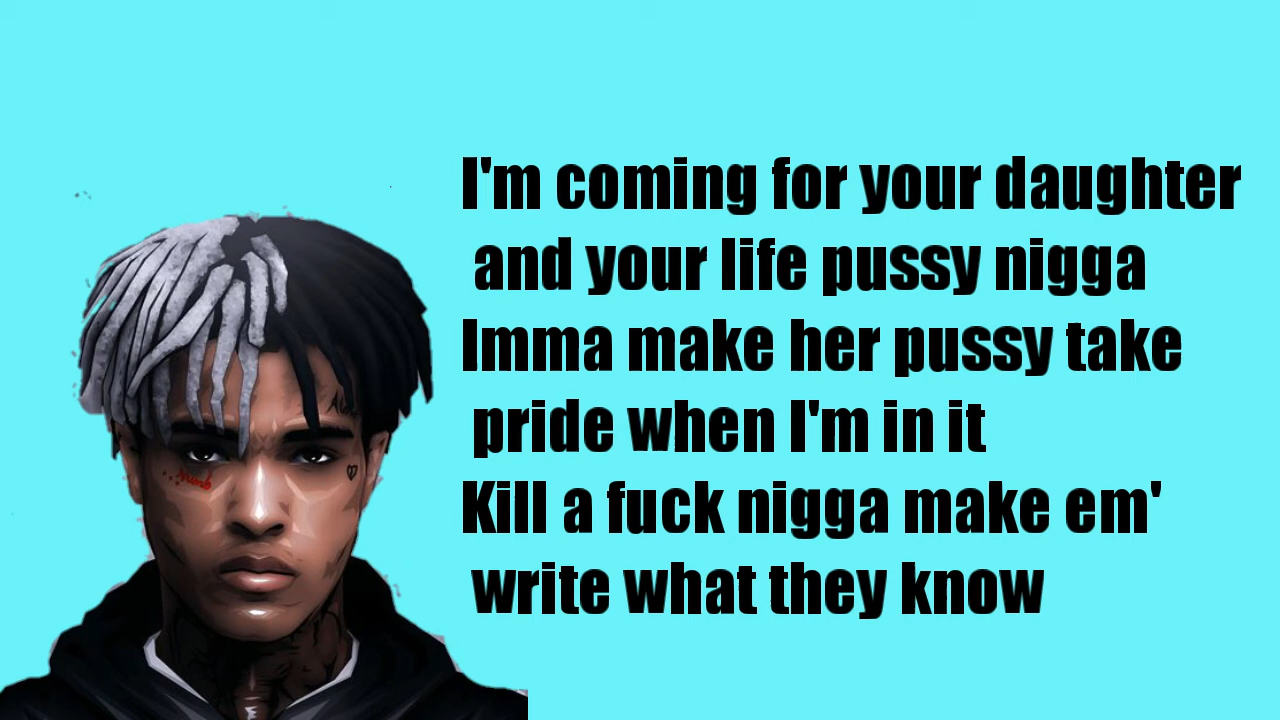 I'm coming for your daughter
and your life pussy nigga
Imma make her pussy take
pride when I'm in it
Kill a fuck nigga make em'
write what they know